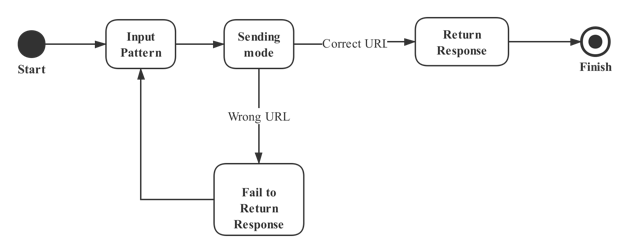 Input
Pattern
Sending
mode
Correct URL
Return
Response
Start
Finish
Wrong URL
Fail to
Return
Response